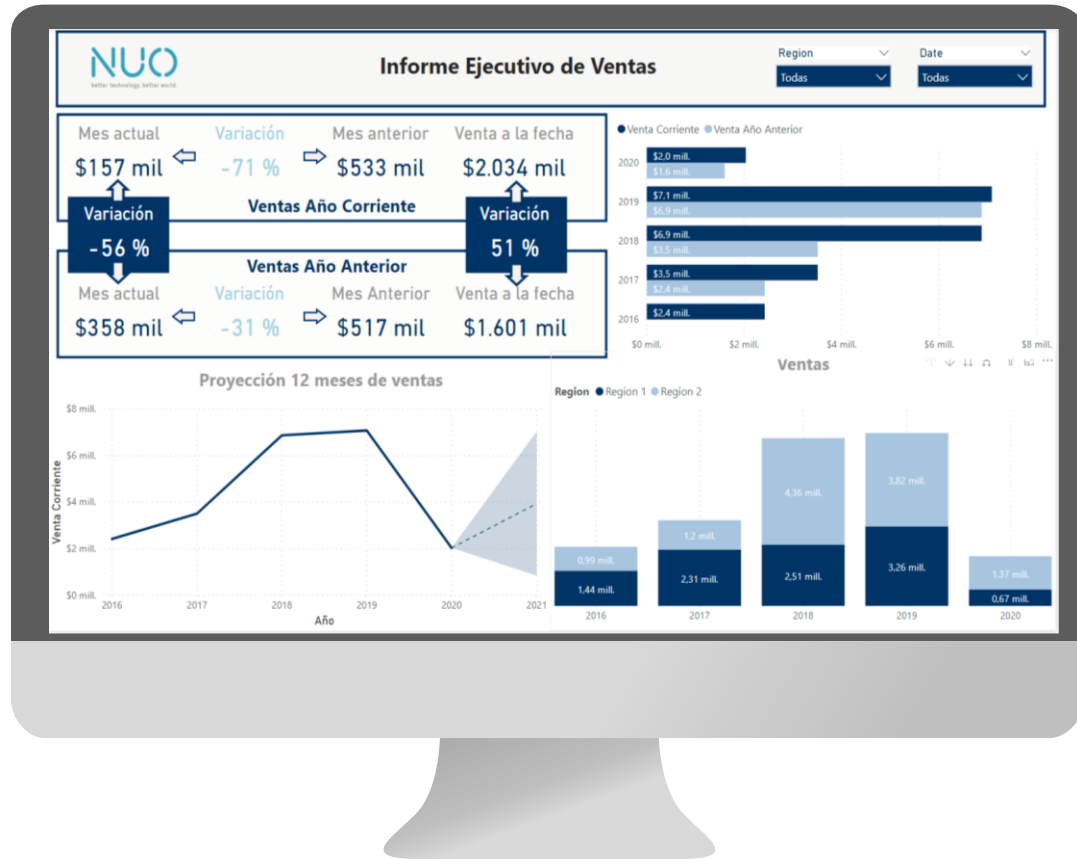 NUO
better technology, better world.
Informe Ejecutivo de Ventas
Region
Todas
Date
Todas
Mes actual
Variación
Mes anterior
Venta a la fecha
$157 mil
-71 %
$533 mil
$2.034 mil
Ventas Año Corriente
Variación
-56 %
Variación
51 %
Ventas Año Anterior
Mes actual
Variación
Mes Anterior
Venta a la fecha
$358 mil
-31 %
$517 mil
$1.601 mil
Venta Corriente
Venta Año Anterior
2020
$2,0 mill.
$1,6 mill.
2019
$7,1 mill.
$6,9 mill.
2018
$6,9 mill.
$3,5 mill.
2017
$3,5 mill.
$2,4 mill.
2016
$2,4 mill.
$0 mill.
$2 mill.
$4 mill.
$6 mill.
$8 mill.
Proyección 12 meses de ventas
Venta Corriente
$8 mill.
$6 mill.
$4 mill.
$2 mill.
$0 mill.
2016
2017
2018
2019
2020
2021
Año
Ventas
Region
Region 1
Region 2
0,99 mill.
1,44 mill.
1,2 mill.
2,31 mill.
4,36 mill.
2,51 mill.
3,82 mill.
3,26 mill.
1,37 mill.
0,67 mill.
2016
2017
2018
2019
2020